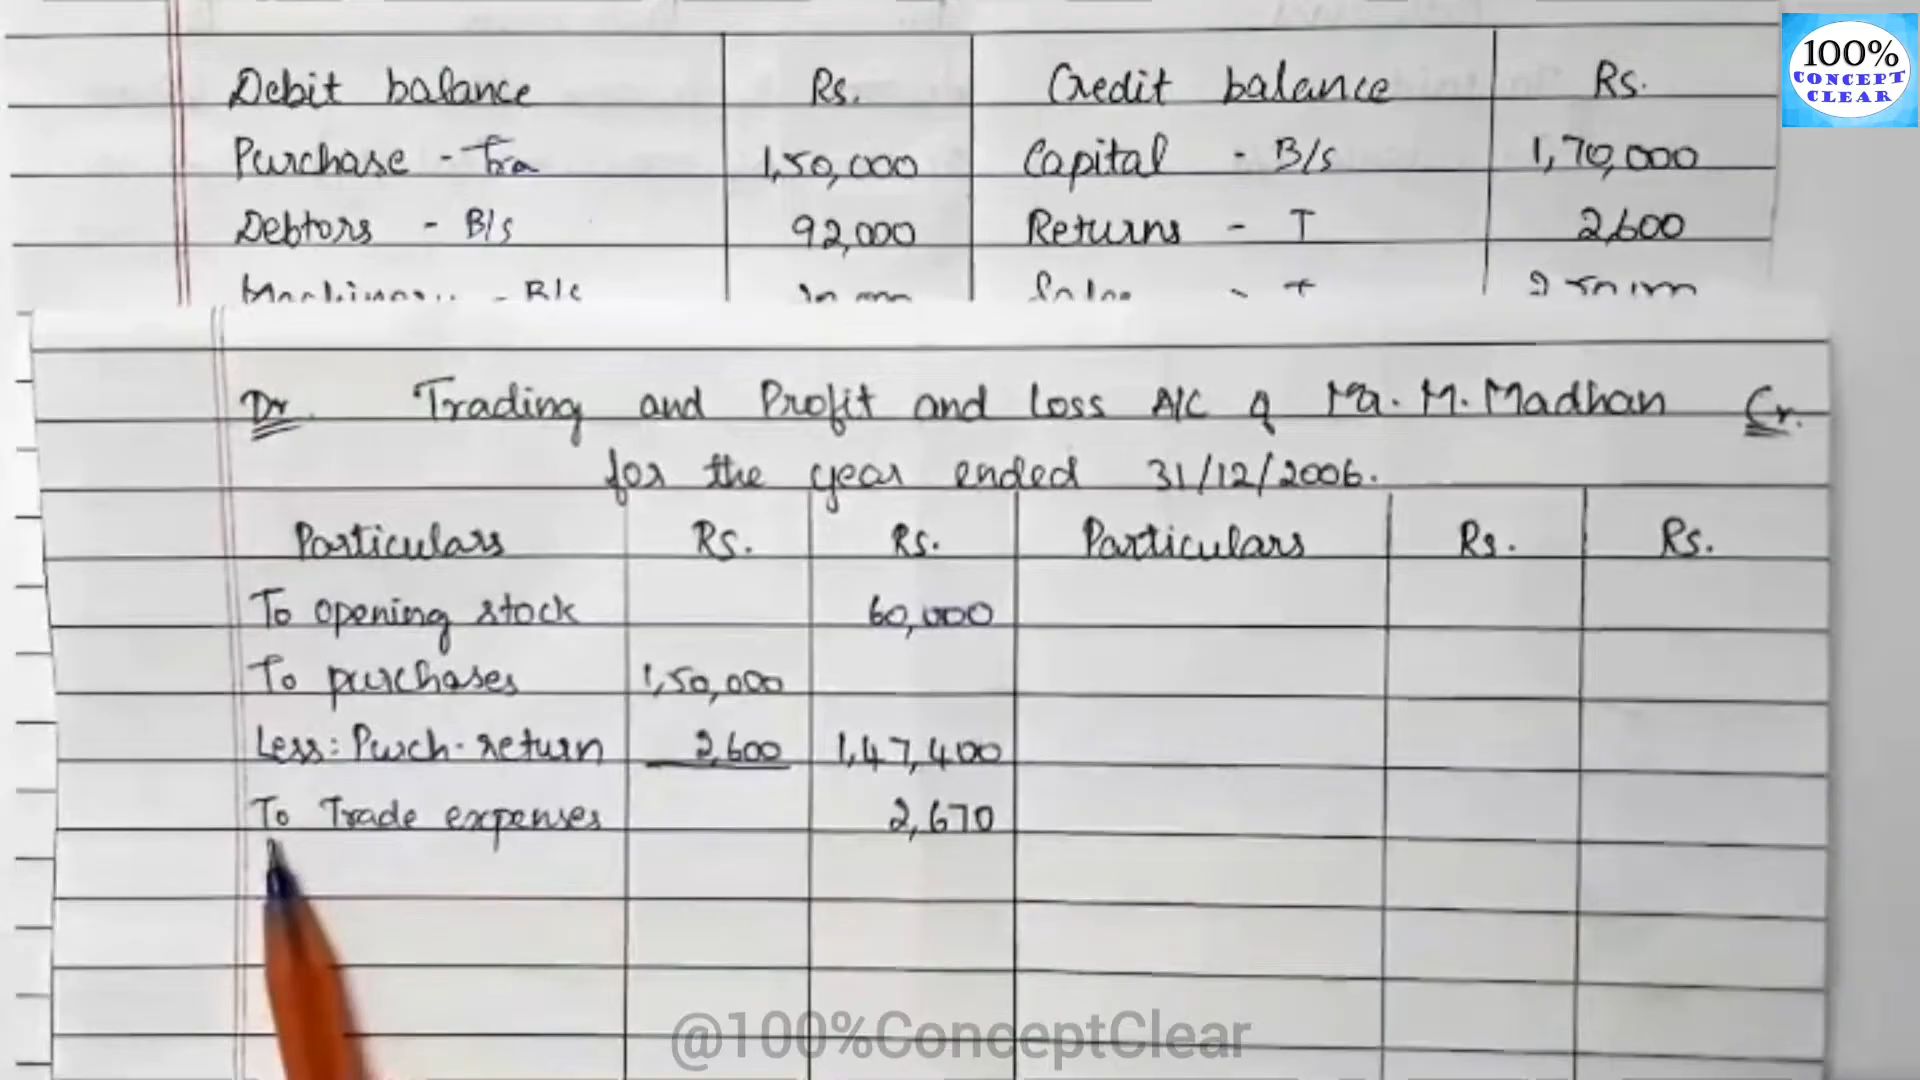 100%
CONCEPT
CLEAR
Debit balance Rs. Credit balance Rs.
Purchase - Tra 1,50,000 Capital - B/s 1,70,000
Debtors - B/s 92,000 Returns - T 2,600
Dr. Trading and Profit and Loss A/C of Mr. M. Madhan Cr.
for the year ended 31/12/2006.
Particulars Rs. Rs. Particulars Rs. Rs.
To opening stock 60,000
To purchases 1,50,000
Less: Purch. return 2,600 1,47,400
To Trade expenses 2,670
@100%ConceptClear